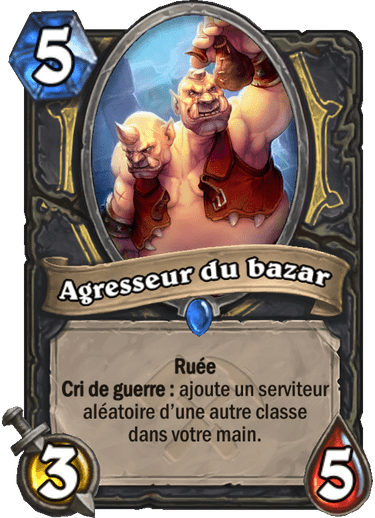 5
Agresseur du bazar
Ruée
Cri de guerre : ajoute un serviteur
aléatoire d’une autre classe
dans votre main.
3
5